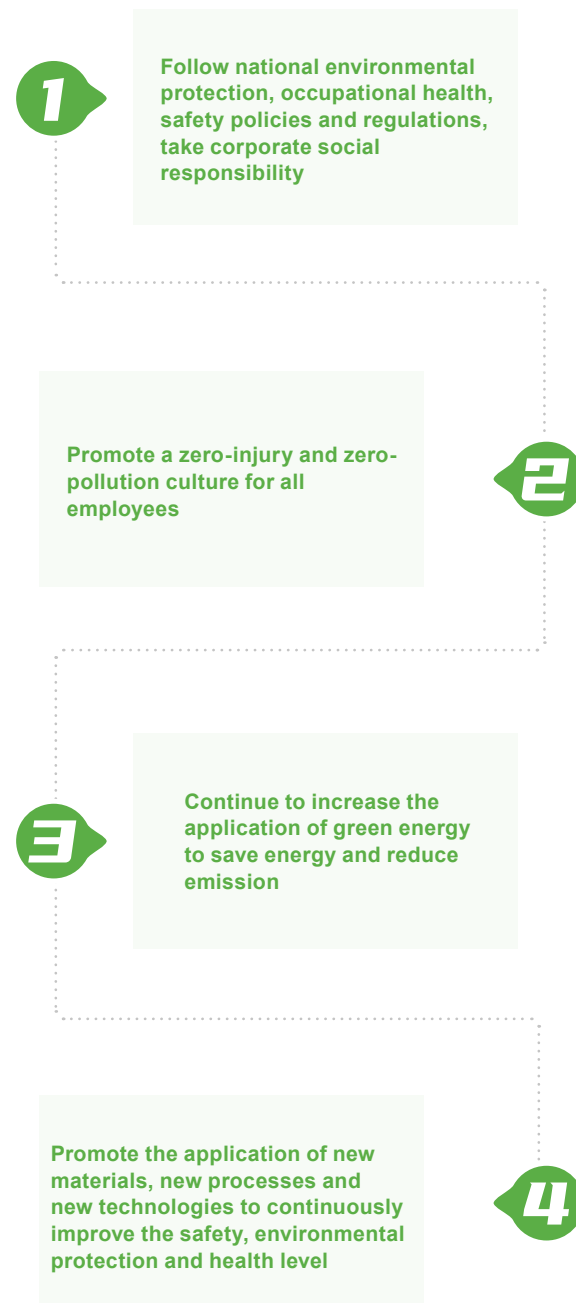 1
Follow national environmental
protection, occupational health,
safety policies and regulations,
take corporate social
responsibility
2
Promote a zero-injury and zero-
pollution culture for all
employees
3
Continue to increase the
application of green energy
to save energy and reduce
emission
4
Promote the application of new
materials, new processes and
new technologies to continuously
improve the safety, environmental
protection and health level